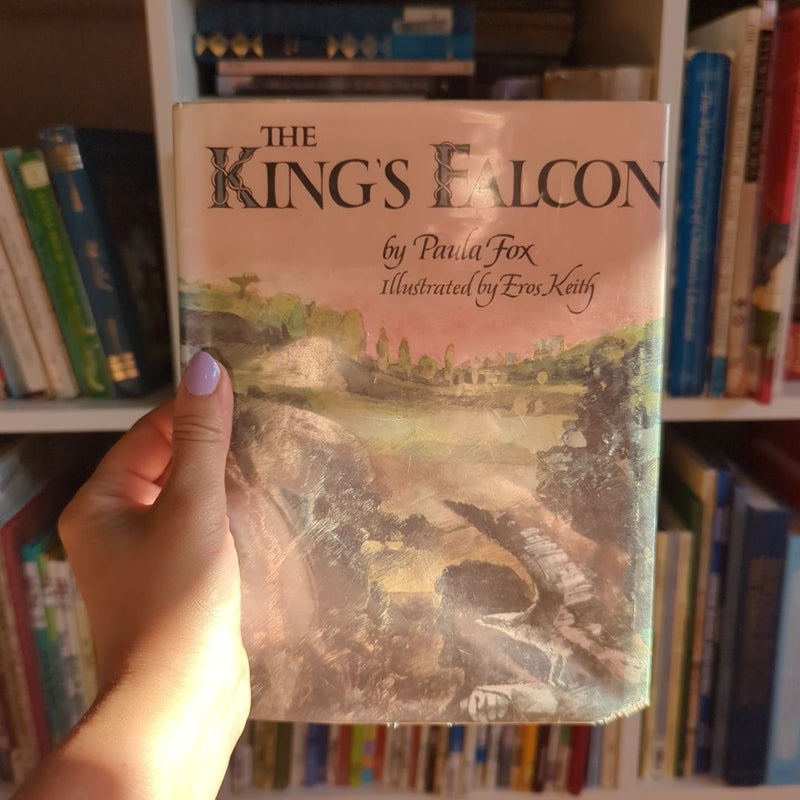 THE
KING'S FALCON
by Paula Fox
Illustrated by Eros Keith